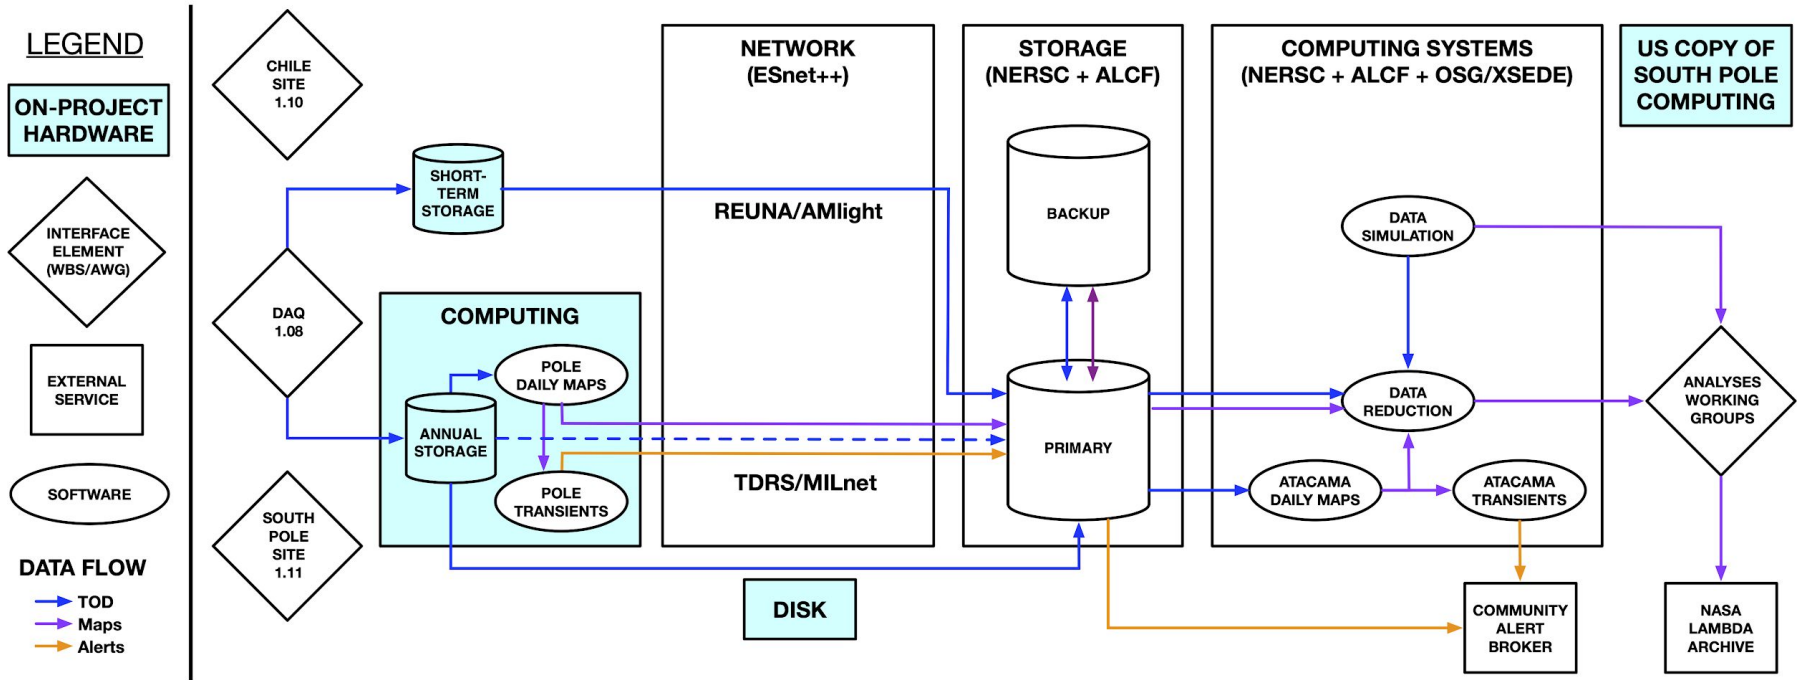 LEGEND
ON-PROJECT
HARDWARE
INTERFACE
ELEMENT
(WBS/AWG)
EXTERNAL
SERVICE
SOFTWARE
DATA FLOW
TOD
Maps
Alerts
CHILE
SITE
1.10
DAQ
1.08
SOUTH
POLE
SITE
1.11
SHORT-
TERM
STORAGE
COMPUTING
POLE
DAILY MAPS
ANNUAL
STORAGE
POLE
TRANSIENTS
NETWORK
(ESnet++)
REUNA/AMlight
TDRS/MILnet
DISK
STORAGE
(NERSC + ALCF)
BACKUP
PRIMARY
COMPUTING SYSTEMS
(NERSC + ALCF + OSG/XSEDE)
DATA
SIMULATION
DATA
REDUCTION
ATACAMA
DAILY MAPS
ATACAMA
TRANSIENTS
COMMUNITY
ALERT
BROKER
US COPY OF
SOUTH POLE
COMPUTING
ANALYSES
WORKING
GROUPS
NASA
LAMBDA
ARCHIVE